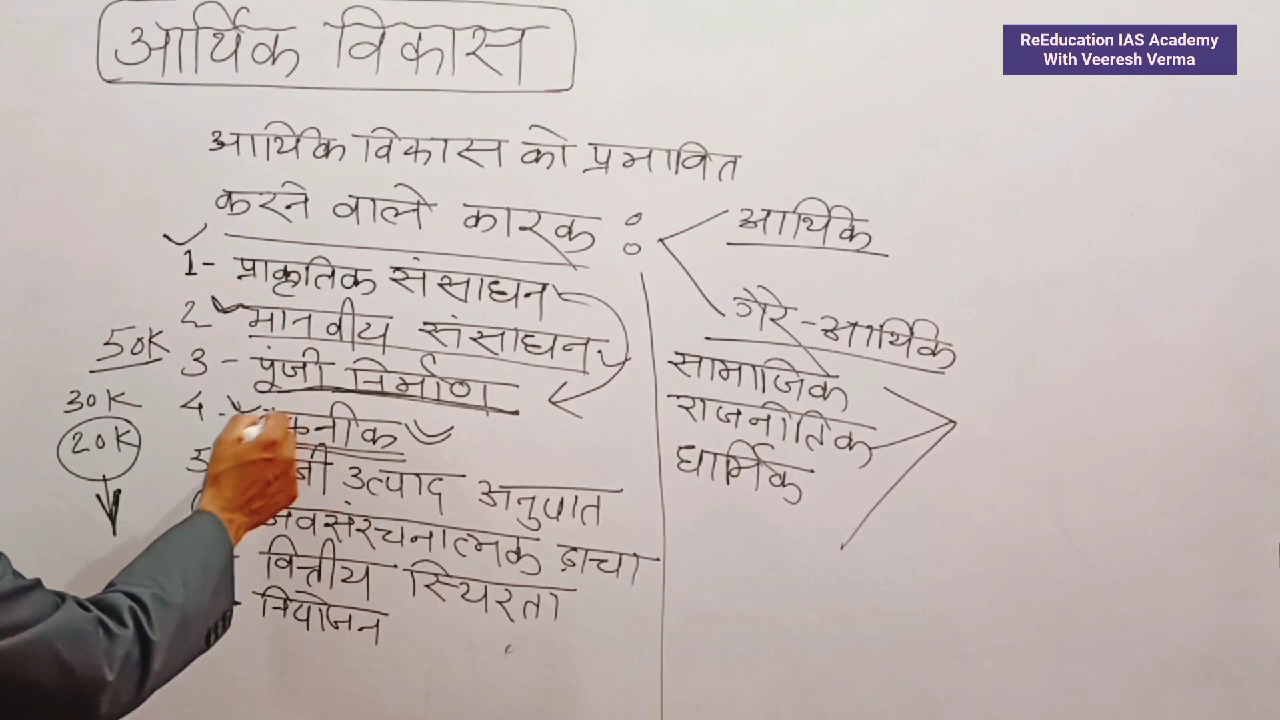 आर्थिक विकास
ReEducation IAS Academy
With Veeresh Verma
आर्थिक विकास को प्रभावित
करने वाले कारक :
1- प्राकृतिक संसाधन
2 मानवीय संसाधन
3 - पूंजी निर्माण
4 -
5 उत्पाद अनुपात
अवसंरचनात्मक ढ़ाचा
वित्तीय स्थिरता
नियोजन
50K
30K
20K
आर्थिक
गैर-आर्थिक
सामाजिक
राजनीतिक
धार्मिक